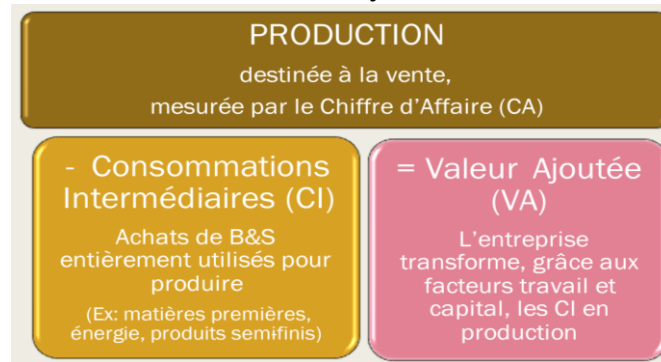 PRODUCTION
destinée à la vente,
mesurée par le Chiffre d'Affaire (CA)
- Consommations
Intermédiaires (CI)
Achats de B&S
entièrement utilisés pour
produire
(Ex: matières premières,
énergie, produits semifinis)
= Valeur Ajoutée
(VA)
L'entreprise
transforme, grâce aux
facteurs travail et
capital, les CI en
production